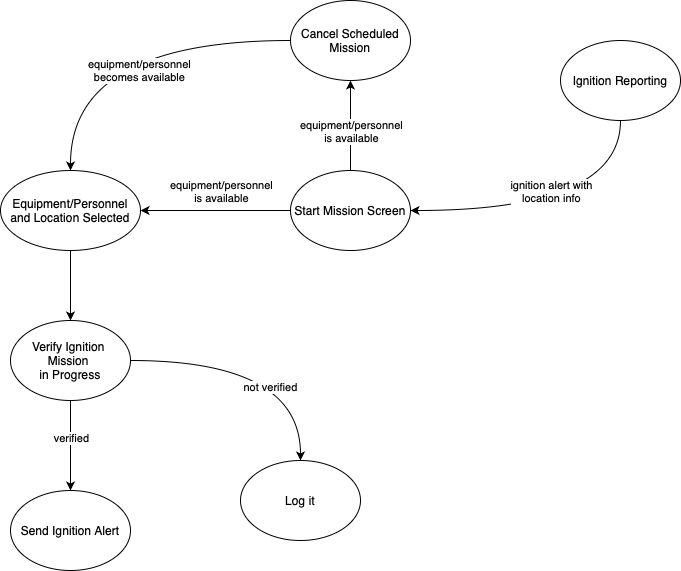 Cancel Scheduled
Mission
equipment/personnel
becomes available
Ignition Reporting
equipment/personnel
is available
equipment/personnel
is available
ignition alert with
location info
Equipment/Personnel
and Location Selected
Start Mission Screen
Verify Ignition
Mission
in Progress
not verified
verified
Log it
Send Ignition Alert